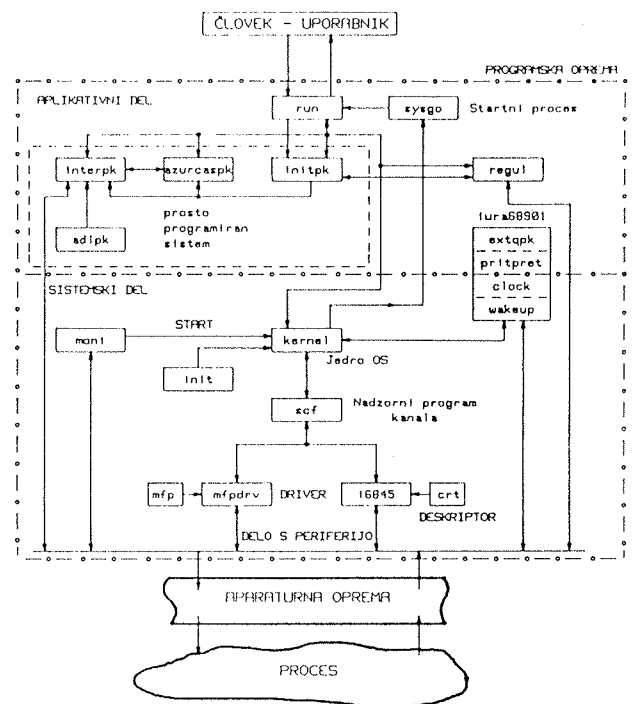 ČLOVEK - UPORABNIK
PROGRAMSKA OPREMA
APLIKATIVNI DEL
run
sysgo
Startni proces
interpk
azurcaspk
initpk
regul
prosto
programiran
sistem
adipk
iura68901
extqpk
pritpret
clock
wakeup
SISTEMSKI DEL
START
moni
kernel
Jedro OS
init
scf
Nadzorni program
kanala
mfp
mfpdrv
DRIVER
i6845
crt
DESKRIPTOR
DELO S PERIFERIJO
APARATURNA OPREMA
PROCES